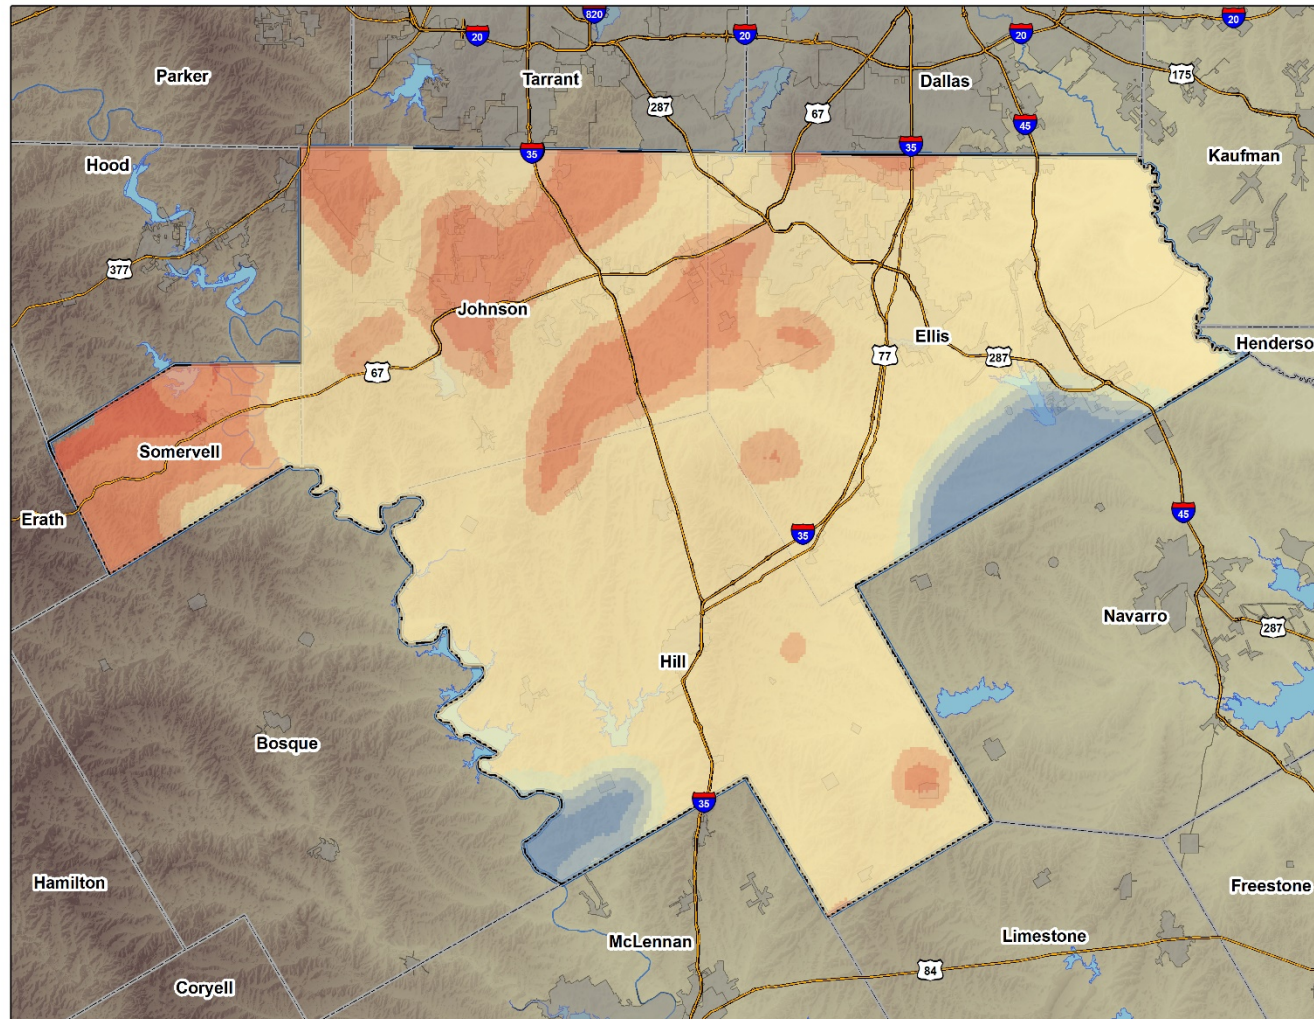 820
20
20
20
20
Parker
Tarrant
Dallas
175
287
67
45
35
35
Hood
Kaufman
377
Johnson
Ellis
Henderso
67
77
287
Somervell
Erath
45
35
Navarro
287
Hill
Bosque
35
Hamilton
Freestone
McLennan
Limestone
84
Coryell